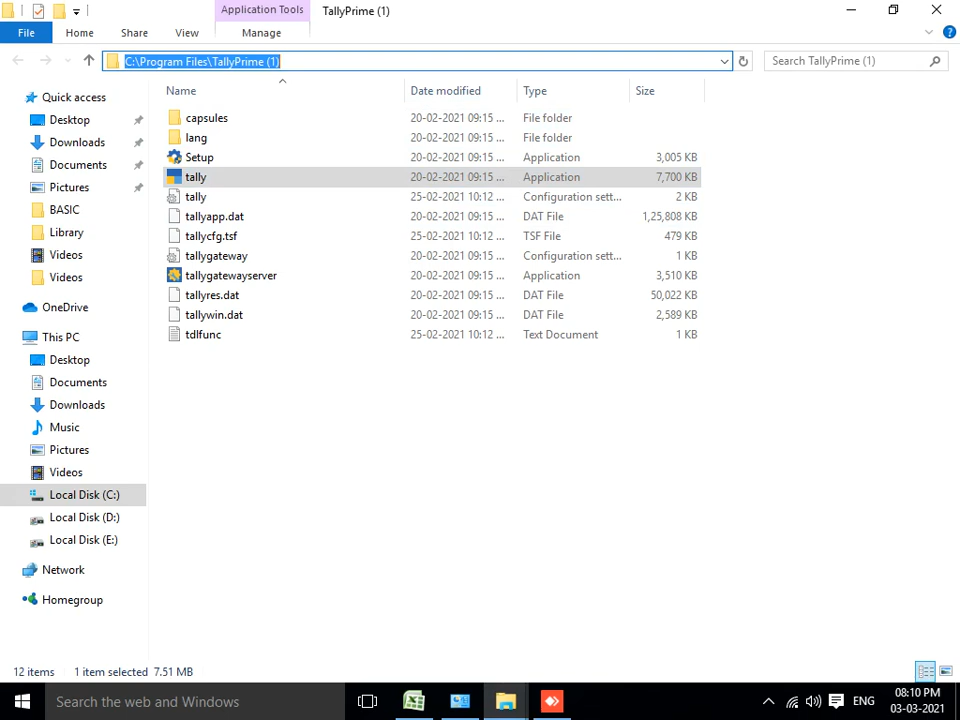 Application Tools TallyPrime (1)
File Home Share View Manage
C:\Program Files\TallyPrime (1) Search TallyPrime (1)
Name Date modified Type Size
capsules 20-02-2021 09:15 ... File folder
lang 20-02-2021 09:15 ... File folder
Setup 20-02-2021 09:15 ... Application 3,005 KB
tally 20-02-2021 09:15 ... Application 7,700 KB
tally 25-02-2021 10:12 ... Configuration sett... 2 KB
tallyapp.dat 20-02-2021 09:15 ... DAT File 1,25,808 KB
tallycfg.tsf 25-02-2021 10:12 ... TSF File 479 KB
tallygateway 20-02-2021 09:15 ... Configuration sett... 1 KB
tallygatewayserver 20-02-2021 09:15 ... Application 3,510 KB
tallyres.dat 20-02-2021 09:15 ... DAT File 50,022 KB
tallywin.dat 20-02-2021 09:15 ... DAT File 2,589 KB
tdlfunc 25-02-2021 10:12 ... Text Document 1 KB
Quick access
Desktop
Downloads
Documents
Pictures
BASIC
Library
Videos
Videos
OneDrive
This PC
Desktop
Documents
Downloads
Music
Pictures
Videos
Local Disk (C:)
Local Disk (D:)
Local Disk (E:)
Network
Homegroup
12 items 1 item selected 7.51 MB
Search the web and Windows ENG 08:10 PM
03-03-2021